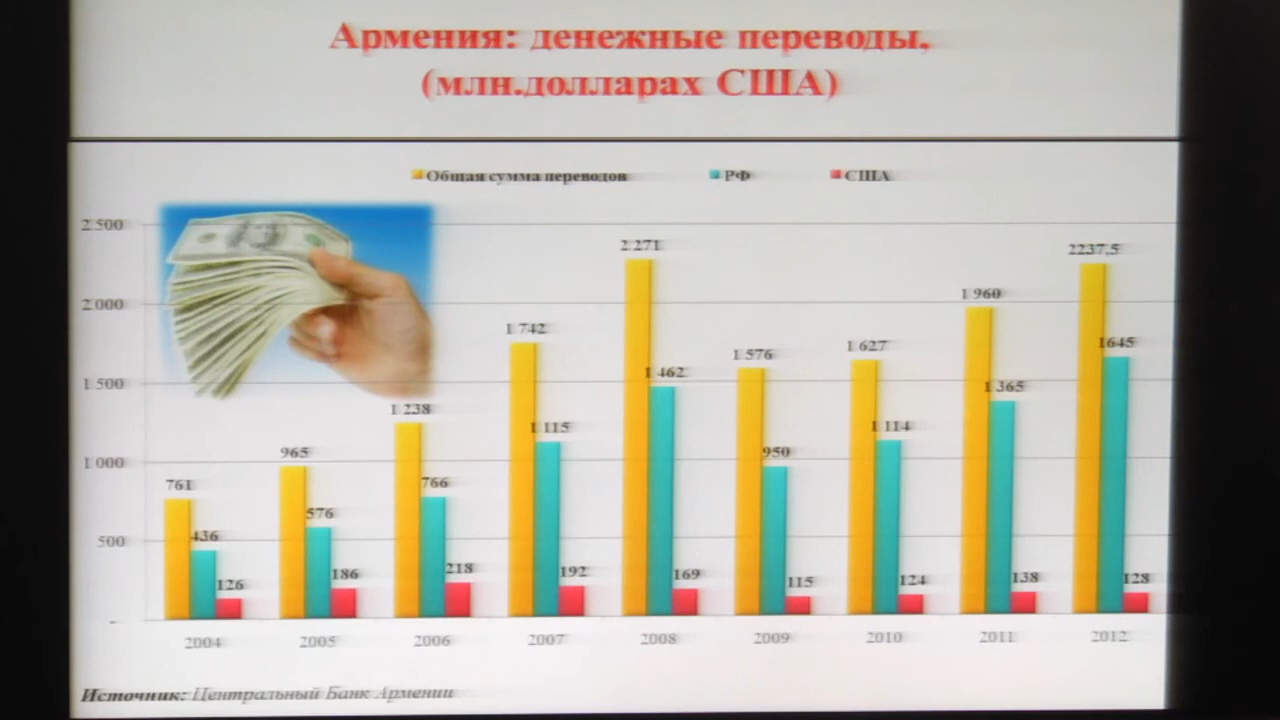 Армения: денежные переводы,
(млн.долларах США)
Общая сумма переводов РФ США
2 500
2 000
1 500
1 000
500
-
761 436 126
965 576 186
1 238 766 218
1 742 1 115 192
2 271 1 462 169
1 576 950 115
1 627 1 114 124
1 960 1 365 138
2237,5 1645 128
2004 2005 2006 2007 2008 2009 2010 2011 2012
Источник: Центральный Банк Армении